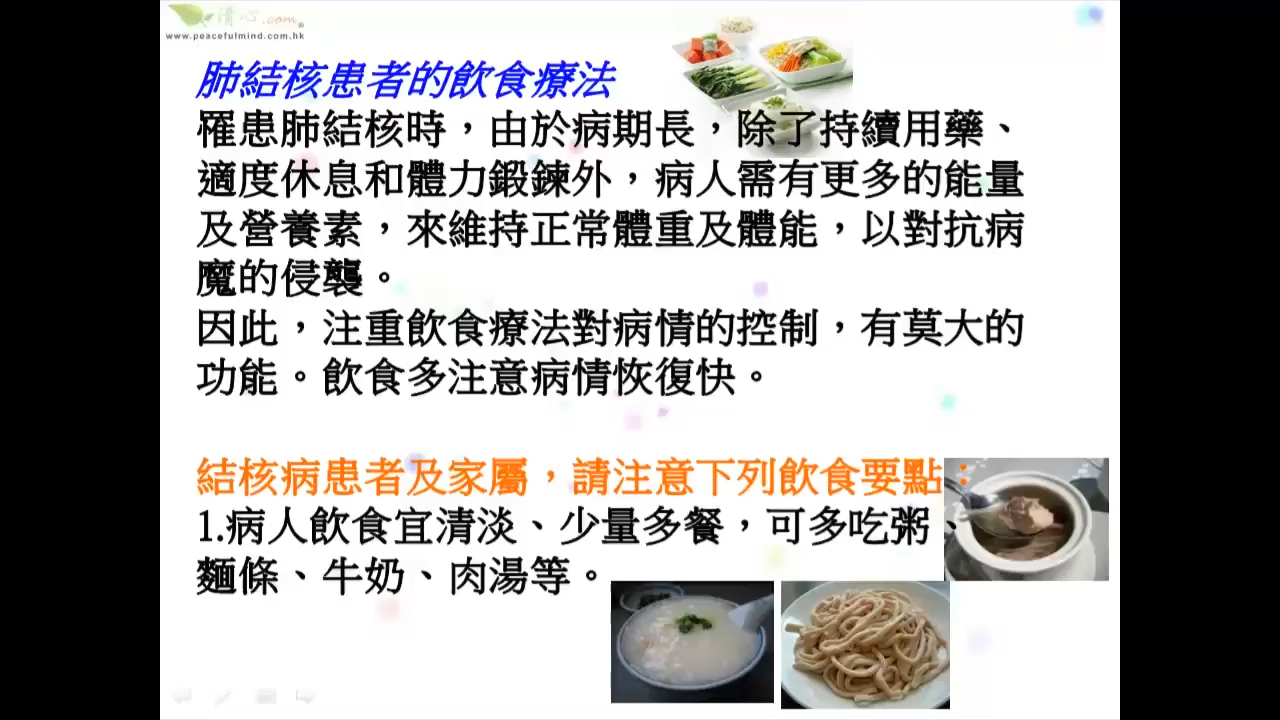 清心.com
www.peacefulmind.com.hk
肺結核患者的飲食療法
罹患肺結核時，由於病期長，除了持續用藥、
適度休息和體力鍛鍊外，病人需有更多的能量
及營養素，來維持正常體重及體能，以對抗病
魔的侵襲。
因此，注重飲食療法對病情的控制，有莫大的
功能。飲食多注意病情恢復快。
結核病患者及家屬，請注意下列飲食要點：
1.病人飲食宜清淡、少量多餐，可多吃粥、
麵條、牛奶、肉湯等。